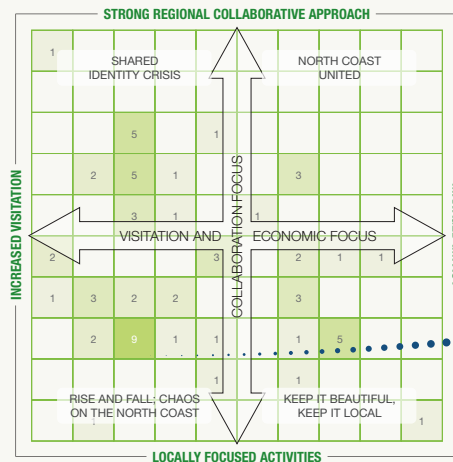 STRONG REGIONAL COLLABORATIVE APPROACH
1
SHARED
IDENTITY CRISIS
NORTH COAST
UNITED
5 1
2 5 1 3
3 1 1
INCREASED VISITATION
VISITATION AND ECONOMIC FOCUS
COLLABORATION FOCUS
2 3 2 1 1
1 3 2 2 3
2 9 1 1 1 5
1 1
RISE AND FALL; CHAOS
ON THE NORTH COAST
KEEP IT BEAUTIFUL,
KEEP IT LOCAL
1 1
LOCALLY FOCUSED ACTIVITIES